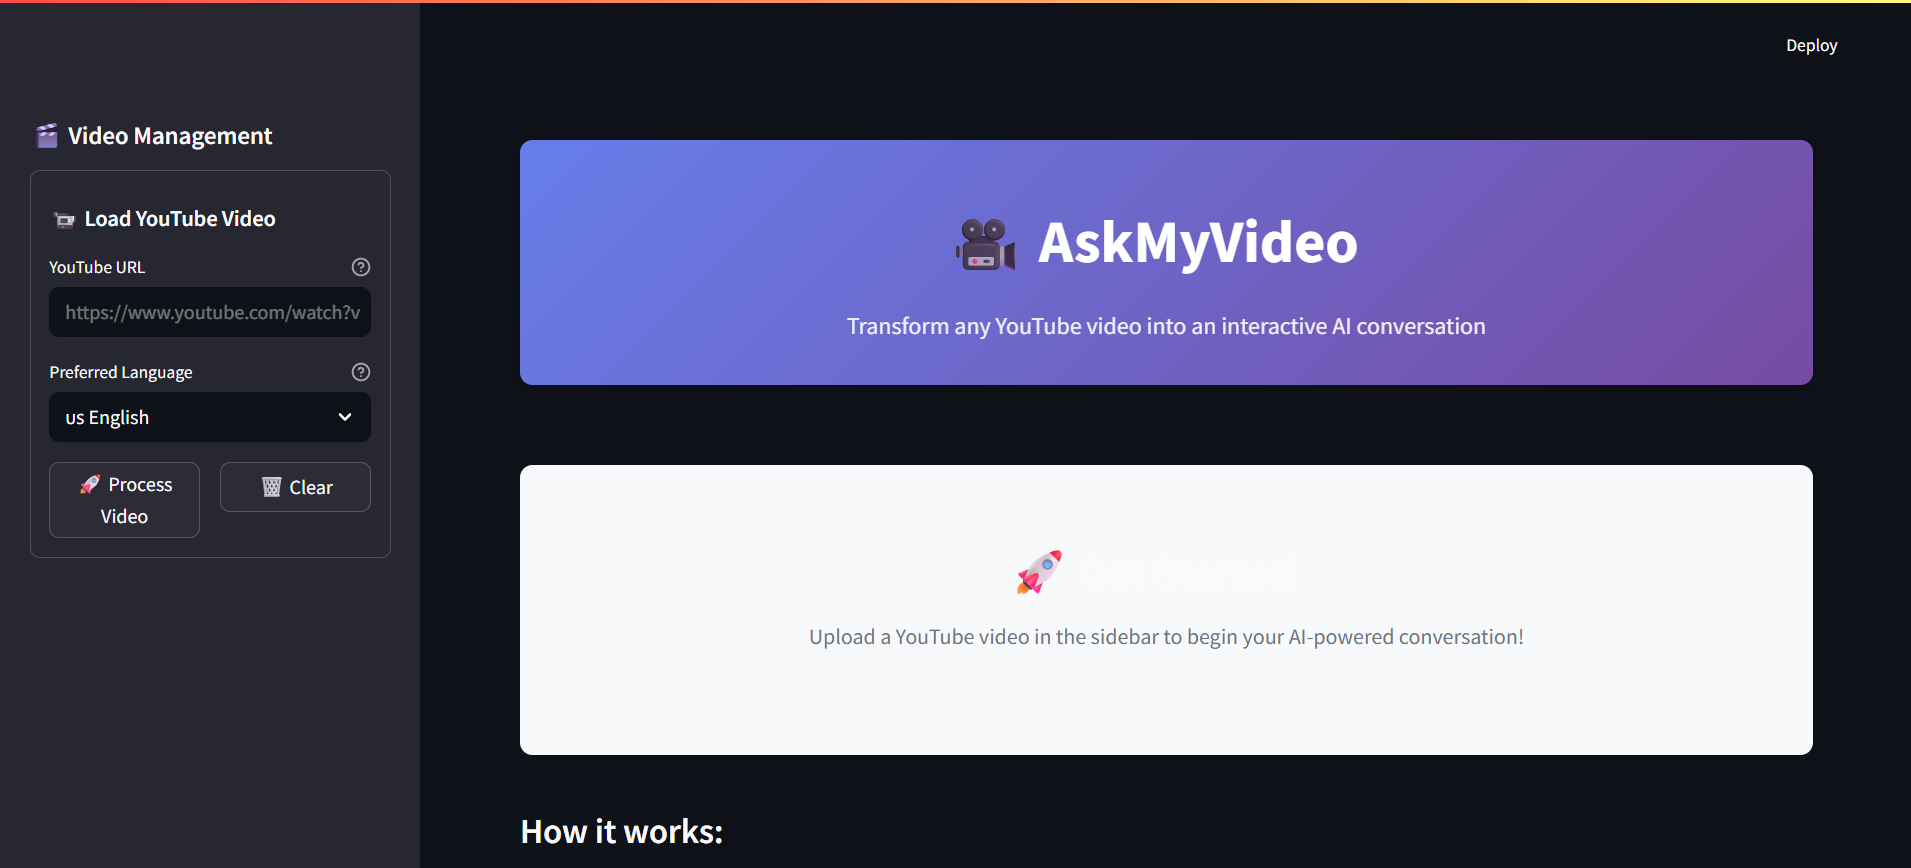 Deploy
Video Management
Load YouTube Video
YouTube URL
https://www.youtube.com/watch?v
Preferred Language
us English
Process
Video
Clear
AskMyVideo
Transform any YouTube video into an interactive AI conversation
Get Started
Upload a YouTube video in the sidebar to begin your AI-powered conversation!
How it works: